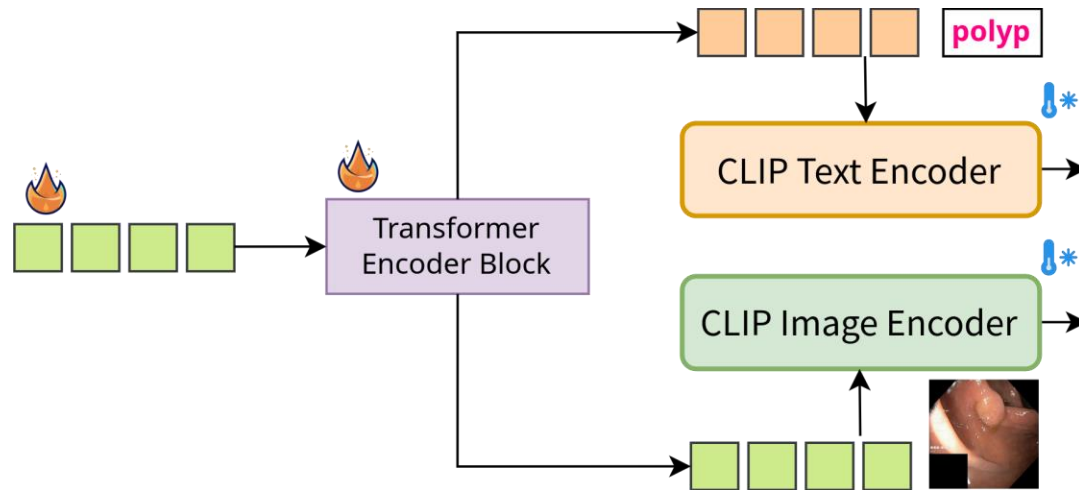 polyp
CLIP Text Encoder
Transformer
Encoder Block
CLIP Image Encoder